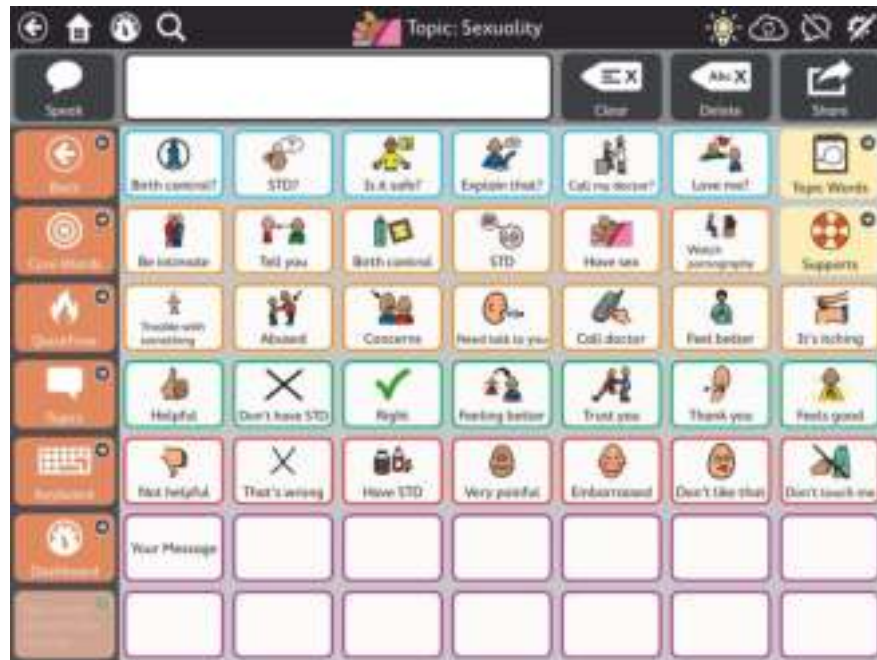 Topic: Sexuality
Speak
Clear
Abc
Delete
Share
Back
Birth control?
STD?
Is it safe?
Explain that?
Call my doctor?
Love me?
Topic Words
Core Words
Be intimate
Tell you
Birth control
STD
Have sex
Watch
pornography
Supports
QuickFires
Trouble with
something
Abused
Concerns
Need talk to you
Call doctor
Feel better
It's itching
Topics
Helpful
Don't have STD
Right
Feeling better
Trust you
Thank you
Feels good
Keyboard
Not helpful
That's wrong
Have STD
Very painful
Embarrassed
Don't like that
Don't touch me
Dashboard
Your Message